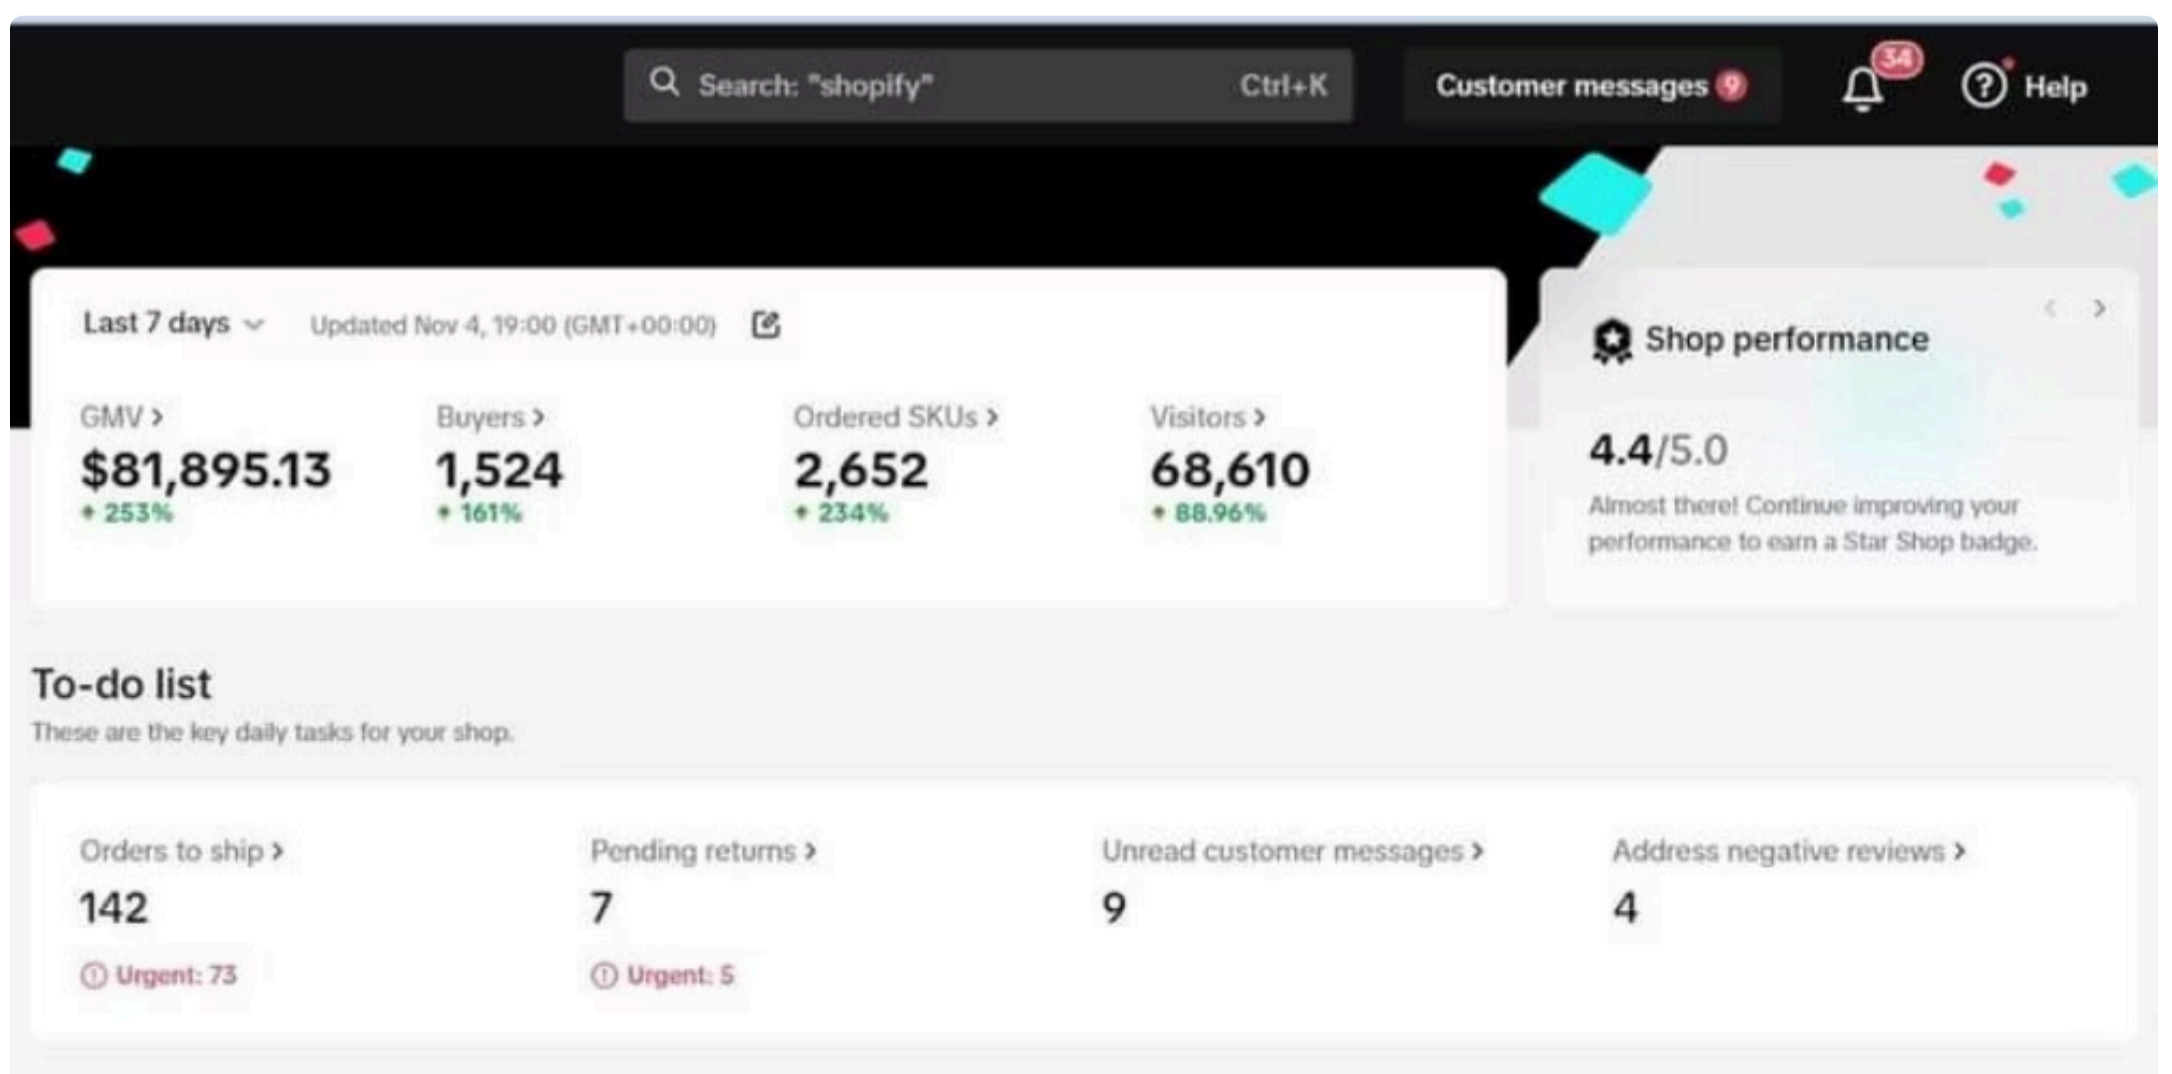 Search: "shopify" Ctrl+K
Customer messages 9
34
Help
Last 7 days Updated Nov 4, 19:00 (GMT+00:00)
GMV >
$81,895.13
253%
Buyers >
1,524
161%
Ordered SKUs >
2,652
234%
Visitors >
68,610
88.96%
Shop performance
4.4/5.0
Almost there! Continue improving your
performance to earn a Star Shop badge.
To-do list
These are the key daily tasks for your shop.
Orders to ship >
142
Urgent: 73
Pending returns >
7
Urgent: 5
Unread customer messages >
9
Address negative reviews >
4